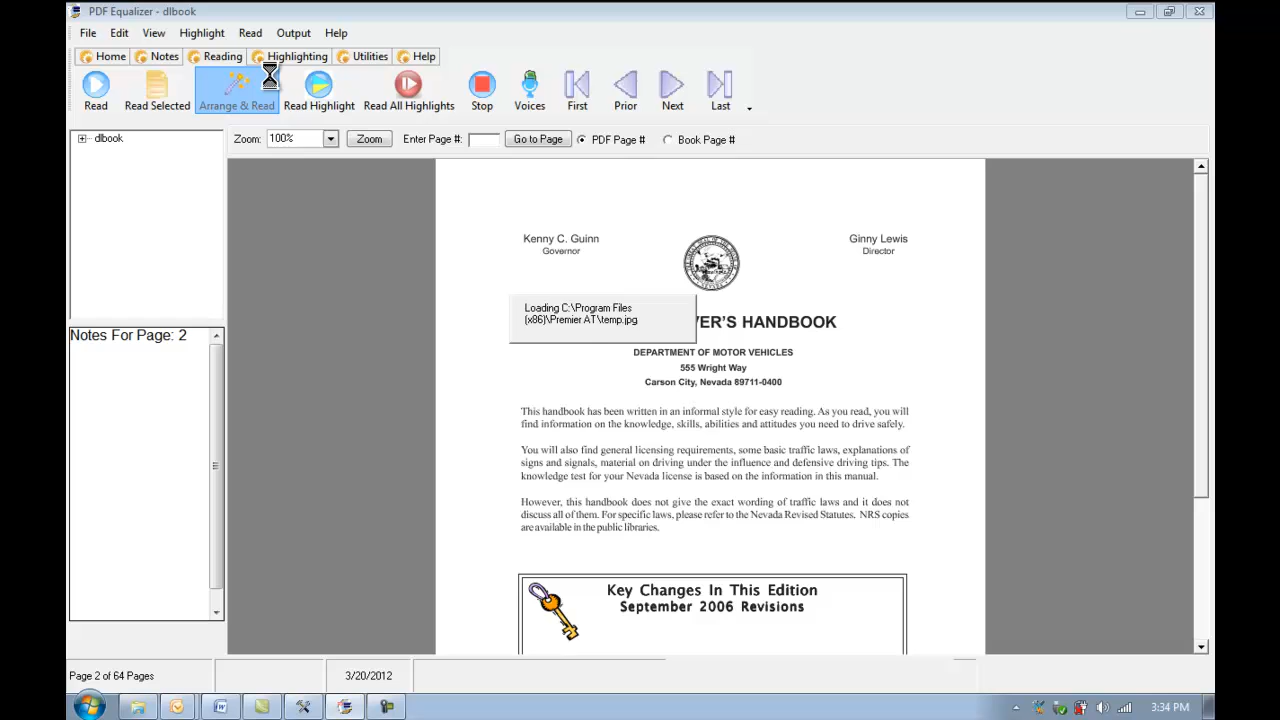 PDF Equalizer - dlbook
File Edit View Highlight Read Output Help
Home Notes Reading Highlighting Utilities Help
Read Read Selected Arrange & Read Read Highlight Read All Highlights Stop Voices First Prior Next Last
dlbook
Zoom: 100% Zoom Enter Page #: Go to Page PDF Page # Book Page #
Kenny C. Guinn Ginny Lewis
Governor Director
Loading C:\Program Files
(x86)\Premier AT\temp.jpg
VER'S HANDBOOK
Notes For Page: 2
DEPARTMENT OF MOTOR VEHICLES
555 Wright Way
Carson City, Nevada 89711-0400
This handbook has been written in an informal style for easy reading. As you read, you will
find information on the knowledge, skills, abilities and attitudes you need to drive safely.
You will also find general licensing requirements, some basic traffic laws, explanations of
signs and signals, material on driving under the influence and defensive driving tips. The
knowledge test for your Nevada license is based on the information in this manual.
However, this handbook does not give the exact wording of traffic laws and it does not
discuss all of them. For specific laws, please refer to the Nevada Revised Statutes. NRS copies
are available in the public libraries.
Key Changes In This Edition
September 2006 Revisions
Page 2 of 64 Pages 3/20/2012
3:34 PM